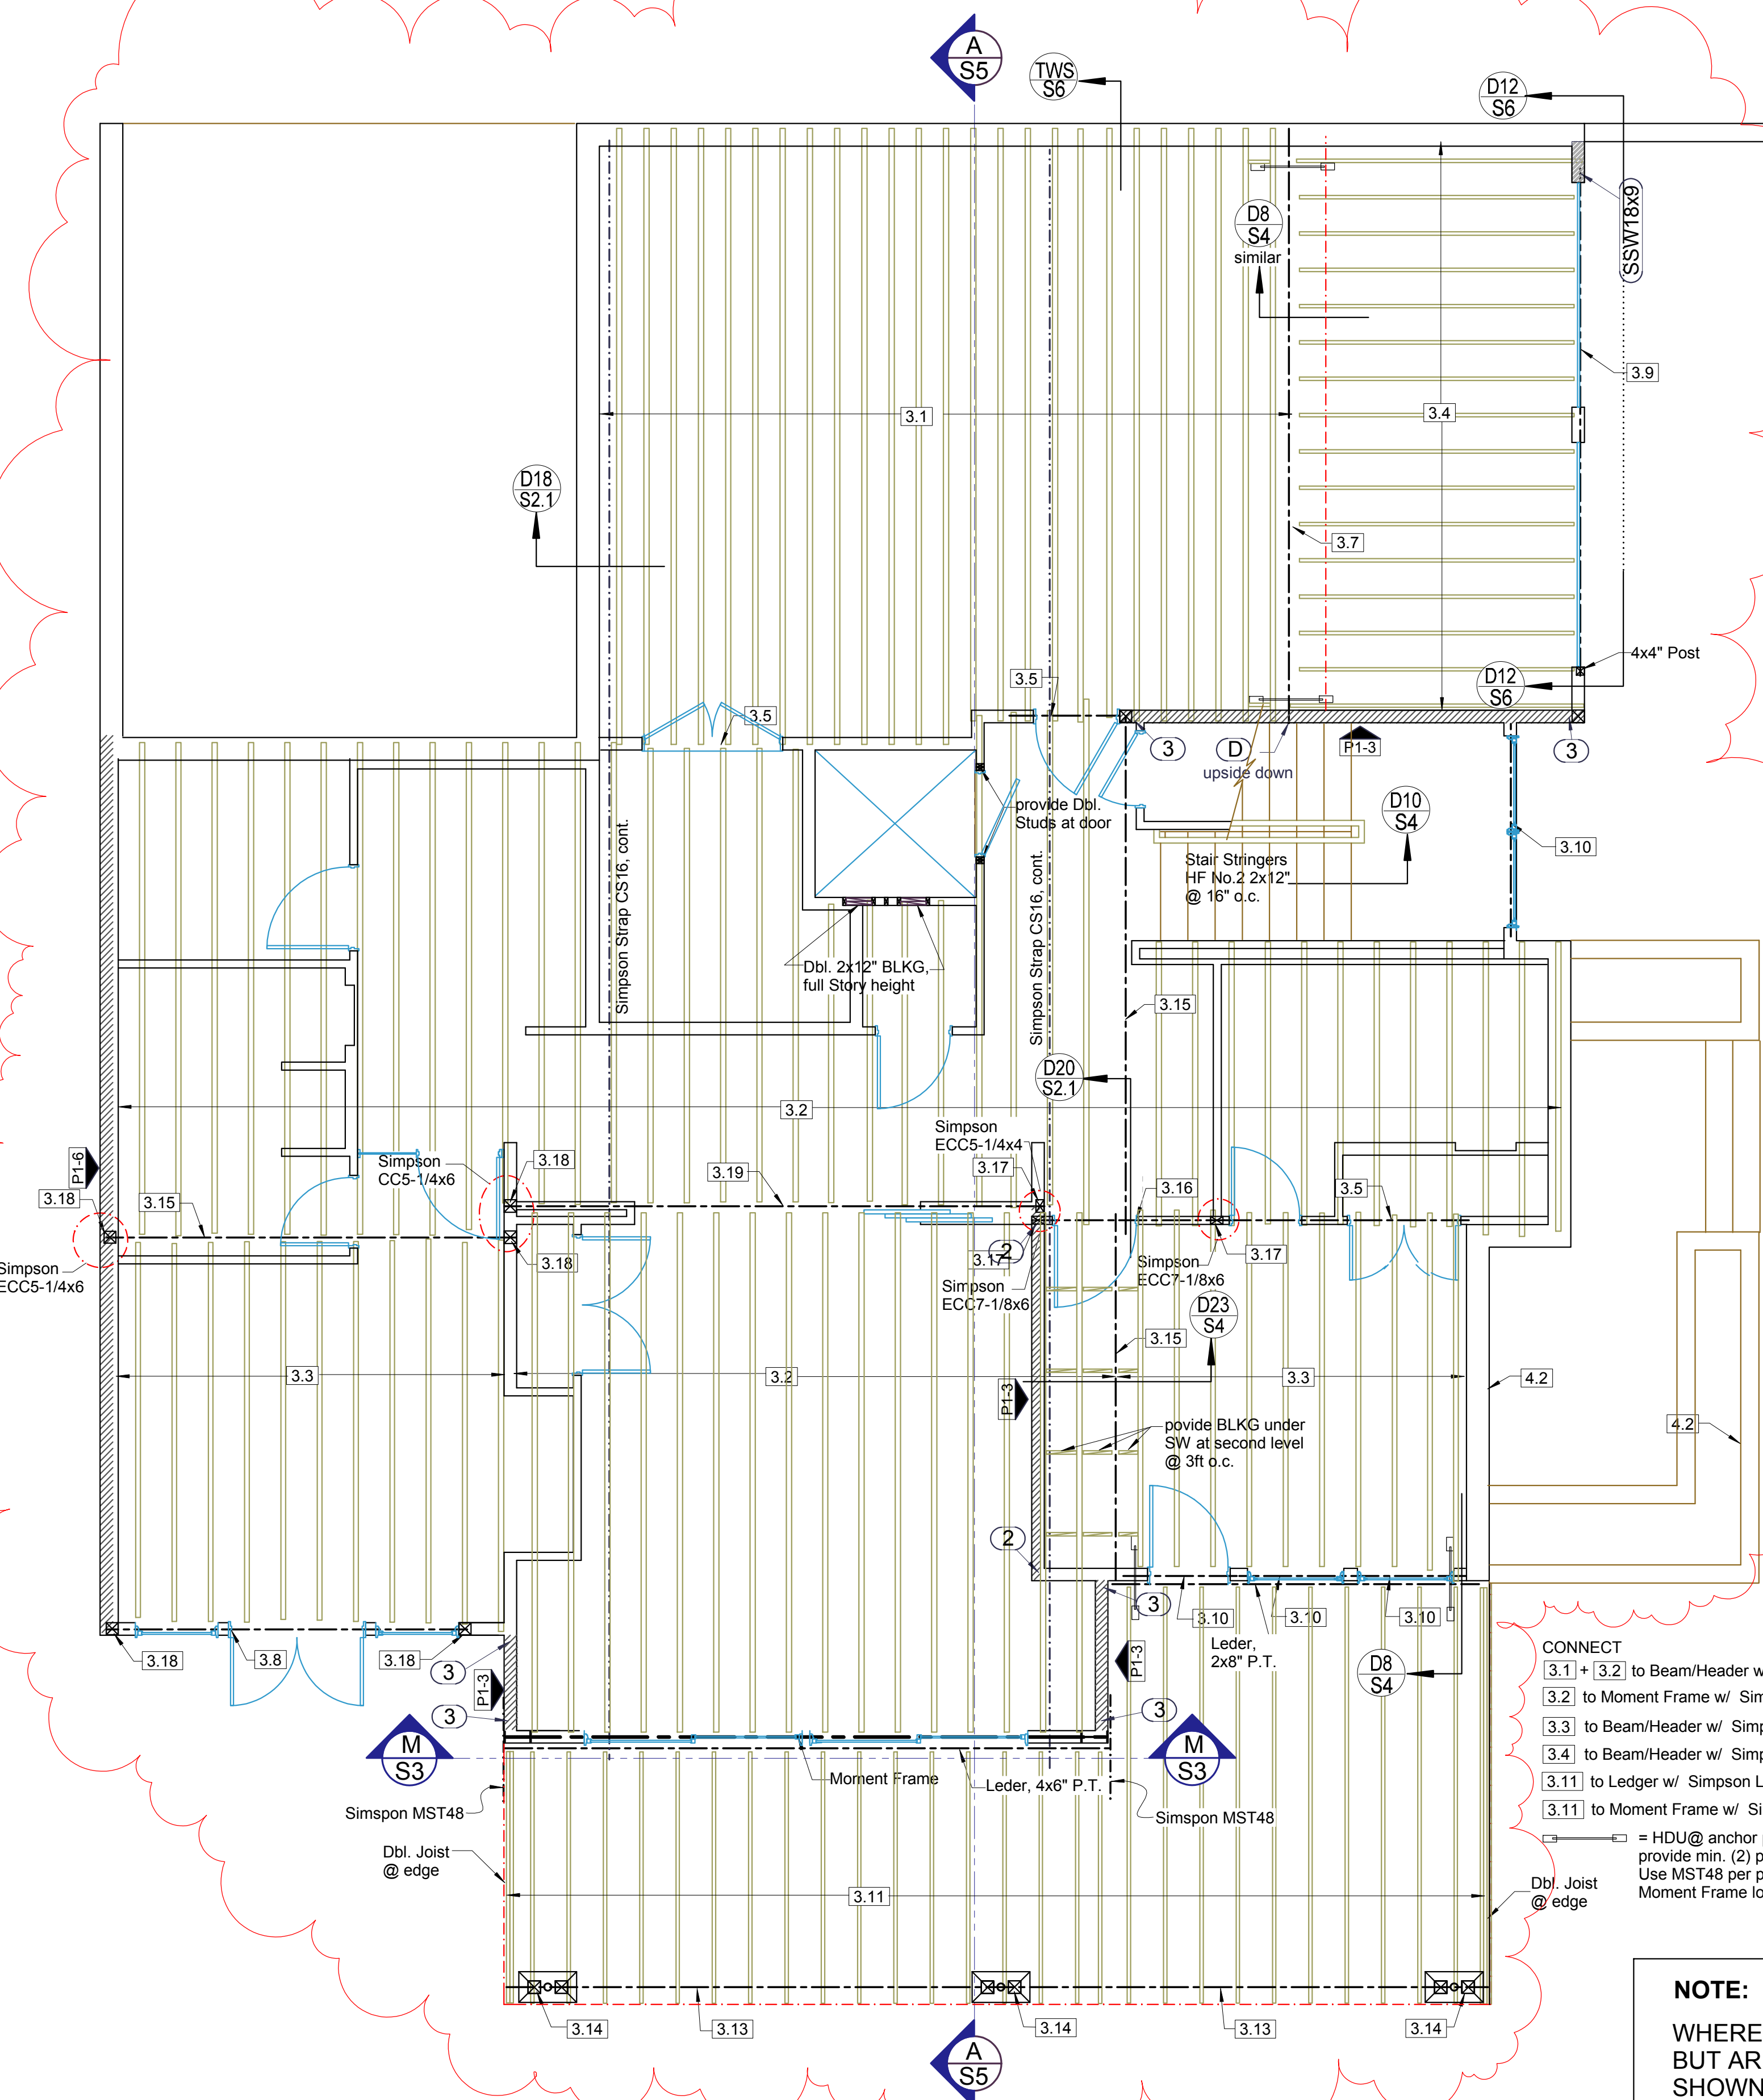 A
S5
TWS
S6
D12
S6
SSW18x9
D8
S4
similar
3.9
3.1
3.4
D18
S2.1
3.7
4x4" Post
D12
S6
3.5
3.5
3
D
upside down
P1-3
3
provide Dbl.
Studs at door
D10
S4
3.10
Simpson Strap CS16, cont.
Simpson Strap CS16, cont.
Stair Stringers
HF No.2 2x12"
@ 16" o.c.
Dbl. 2x12" BLKG,
full Story height
3.15
D20
S2.1
3.2
Simpson
ECC5-1/4x4
P1-6
Simpson
CC5-1/4x6
3.18
3.19
3.17
3.18
3.15
3.16
3.5
3.18
2
3.17
3.17
Simpson
ECC5-1/4x6
Simpson
ECC7-1/8x6
Simpson
ECC7-1/8x6
D23
S4
3.15
3.3
3.2
3.3
4.2
P1-3
4.2
povide BLKG under
SW at second level
@ 3ft o.c.
2
3
3.10
3.10
3.10
Leder,
2x8" P.T.
3.18
3.8
3.18
3
P1-3
P1-3
D8
S4
3
3
M
S3
M
S3
Moment Frame
Leder, 4x6" P.T.
Simspon MST48
Simspon MST48
Dbl. Joist
@ edge
3.11
Dbl. Joist
@ edge
CONNECT
3.1 + 3.2 to Beam/Header w
3.2 to Moment Frame w/ Sim
3.3 to Beam/Header w/ Simp
3.4 to Beam/Header w/ Simp
3.11 to Ledger w/ Simpson L
3.11 to Moment Frame w/ Si
= HDU@ anchor
provide min. (2) p
Use MST48 per p
Moment Frame lo
3.14
3.13
3.14
3.13
3.14
A
S5
NOTE:
WHERE
BUT AR
SHOWN